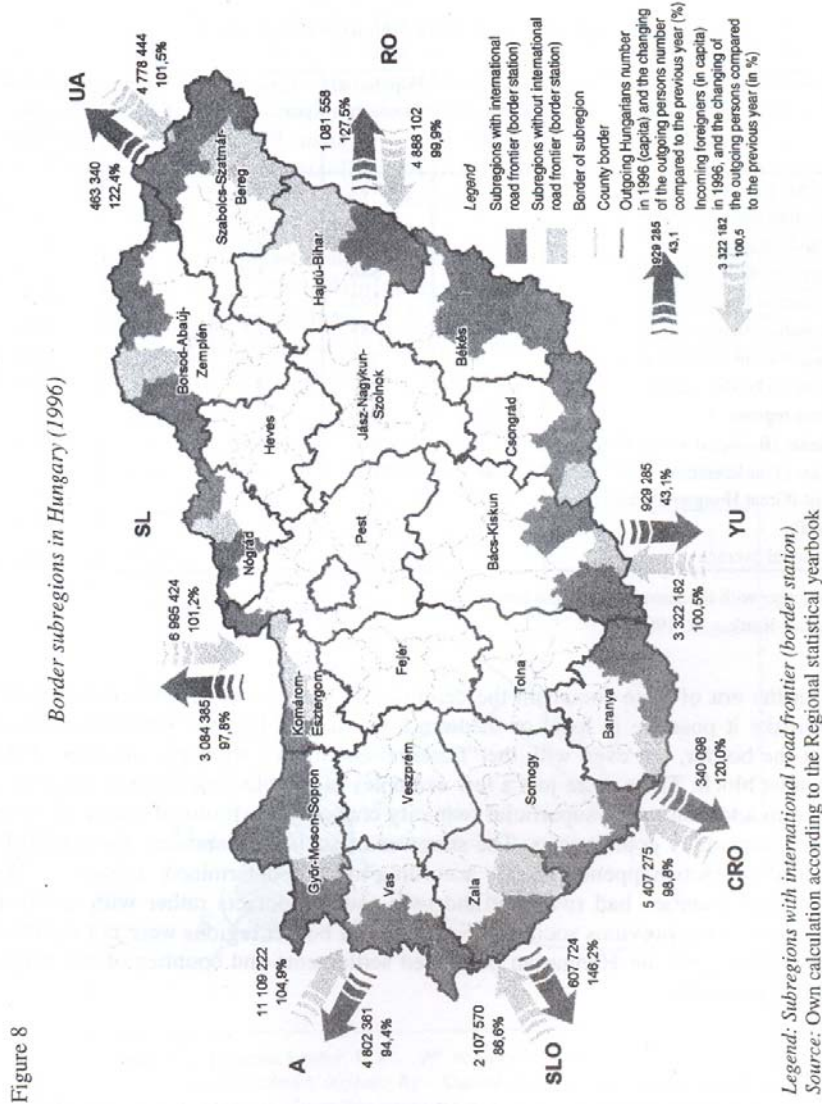 Figure 8
Border subregions in Hungary (1996)
UA
463 340
122,4%
4 778 444
101,5%
RO
1 081 558
127,5%
4 888 102
99,9%
SL
3 084 385
97,8%
6 995 424
101,2%
A
11 109 222
104,9%
4 802 361
94,4%
SLO
2 107 570
86,6%
607 724
146,2%
CRO
5 407 275
98,8%
340 098
120,0%
YU
3 322 182
100,5%
929 285
43,1%
Szabolcs-Szatmár-
Bereg
Borsod-Abaúj-
Zemplén
Hajdú-Bihar
Heves
Nógrád
Jász-Nagykun-
Szolnok
Békés
Pest
Csongrád
Bács-Kiskun
Komárom-
Esztergom
Fejér
Tolna
Győr-Moson-Sopron
Veszprém
Baranya
Somogy
Vas
Zala
Legend
Subregions with international
road frontier (border station)
Subregions without international
road frontier (border station)
Border of subregion
County border
Outgoing Hungarians number
in 1996 (capita) and the changing
of the outgoing persons number
compared to the previous year (%)
929 285
43,1
Incoming foreigners (in capita)
in 1996, and the changing of
the outgoing persons compared
to the previous year (in %)
3 322 182
100,5
Legend: Subregions with international road frontier (border station)
Source: Own calculation according to the Regional statistical yearbook